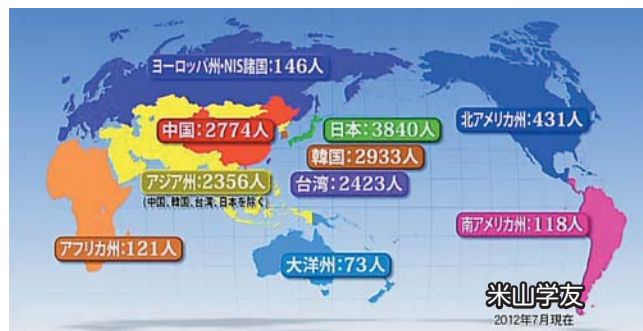 ヨーロッパ州・NIS諸国:146人
中国:2774人
日本:3840人
北アメリカ州:431人
韓国:2933人
アジア州:2356人
(中国、韓国、台湾、日本を除く)
台湾:2423人
南アメリカ州:118人
アフリカ州:121人
大洋州:73人
米山学友
2012年7月現在